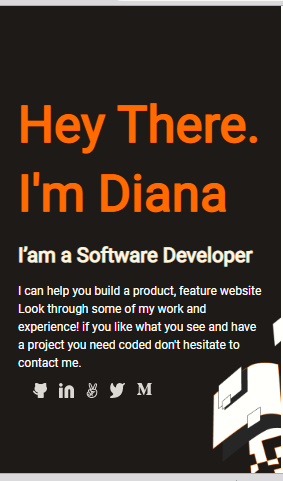 Hey There.
I'm Diana
I’am a Software Developer
I can help you build a product, feature website
Look through some of my work and
experience! if you like what you see and have
a project you need coded don't hesitate to
contact me.